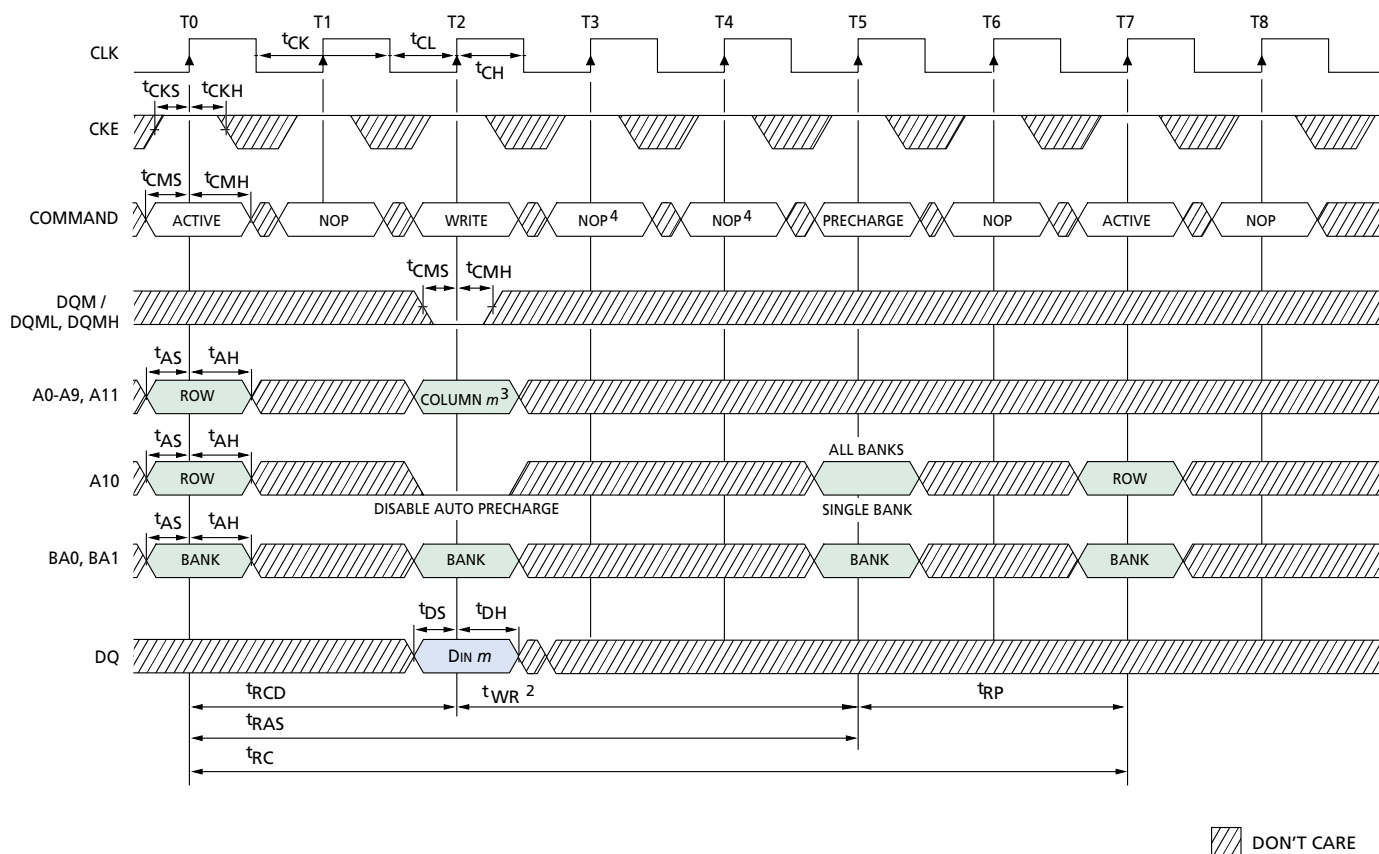 T0 T1 T2 T3 T4 T5 T6 T7 T8
CLK
tCK tCL
tCH
tCKS tCKH
CKE
tCMS tCMH
COMMAND ACTIVE NOP WRITE NOP4 NOP4 PRECHARGE NOP ACTIVE NOP
tCMS tCMH
DQM /
DQML, DQMH
tAS tAH
A0-A9, A11 ROW COLUMN m3
tAS tAH
ALL BANKS
A10 ROW ROW
DISABLE AUTO PRECHARGE SINGLE BANK
tAS tAH
BA0, BA1 BANK BANK BANK BANK
tDS tDH
DQ DIN m
tRCD tWR 2 tRP
tRAS
tRC
DON'T CARE